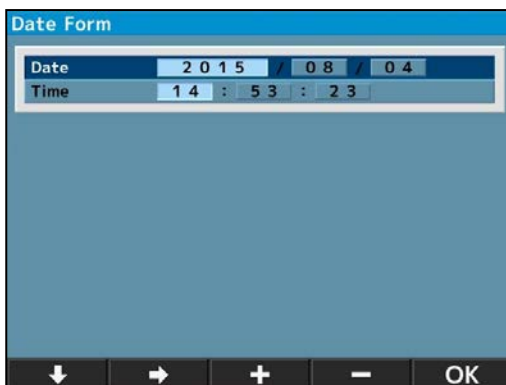 Date Form
Date 2015 / 08 / 04
Time 14 : 53 : 23
+ − OK